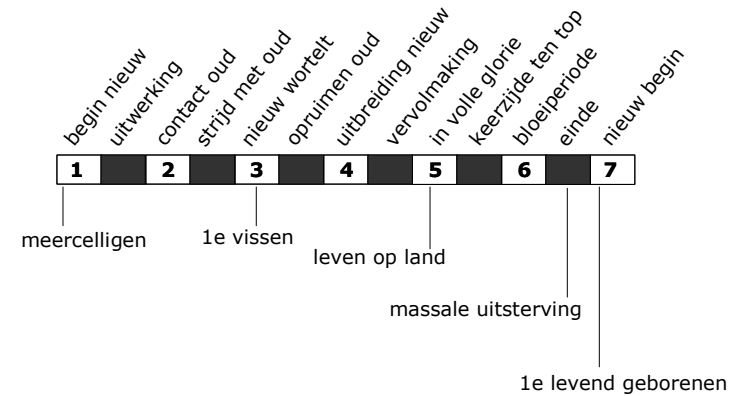 begin nieuw
uitwerking
contact oud
strijd met oud
nieuw wortelt
opruimen oud
uitbreiding nieuw
vervolmaking
in volle glorie
keerzijde ten top
bloeiperiode
einde
nieuw begin
1 2 3 4 5 6 7
meercelligen
1e vissen
leven op land
massale uitsterving
1e levend geborenen